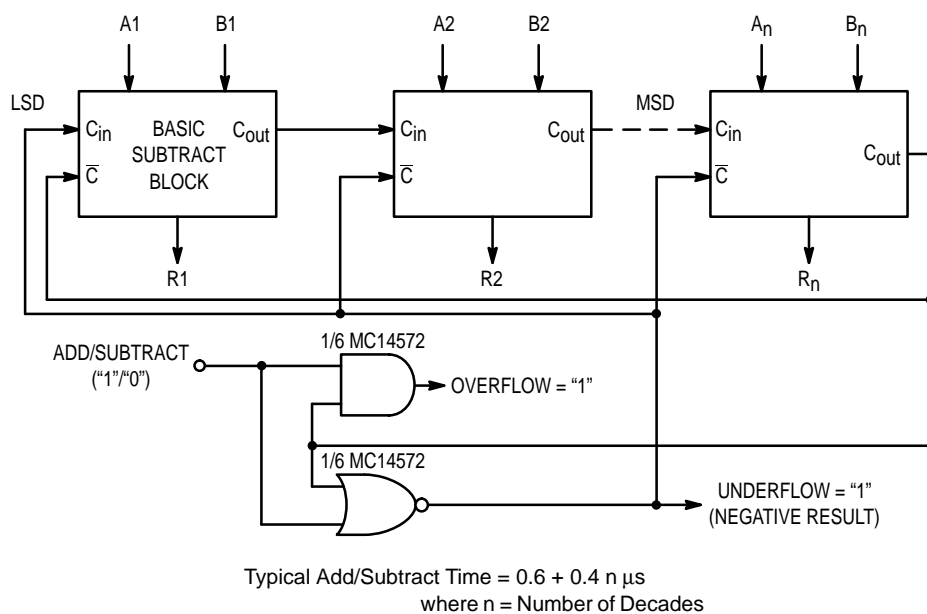 A1 B1 A2 B2 An Bn
LSD MSD
Cin BASIC SUBTRACT BLOCK Cout
C̅
Cin Cout
C̅
Cin Cout
C̅
R1 R2 Rn
1/6 MC14572
ADD/SUBTRACT
(“1”/“0”)
OVERFLOW = “1”
1/6 MC14572
UNDERFLOW = “1”
(NEGATIVE RESULT)
Typical Add/Subtract Time = 0.6 + 0.4 n μs
where n = Number of Decades